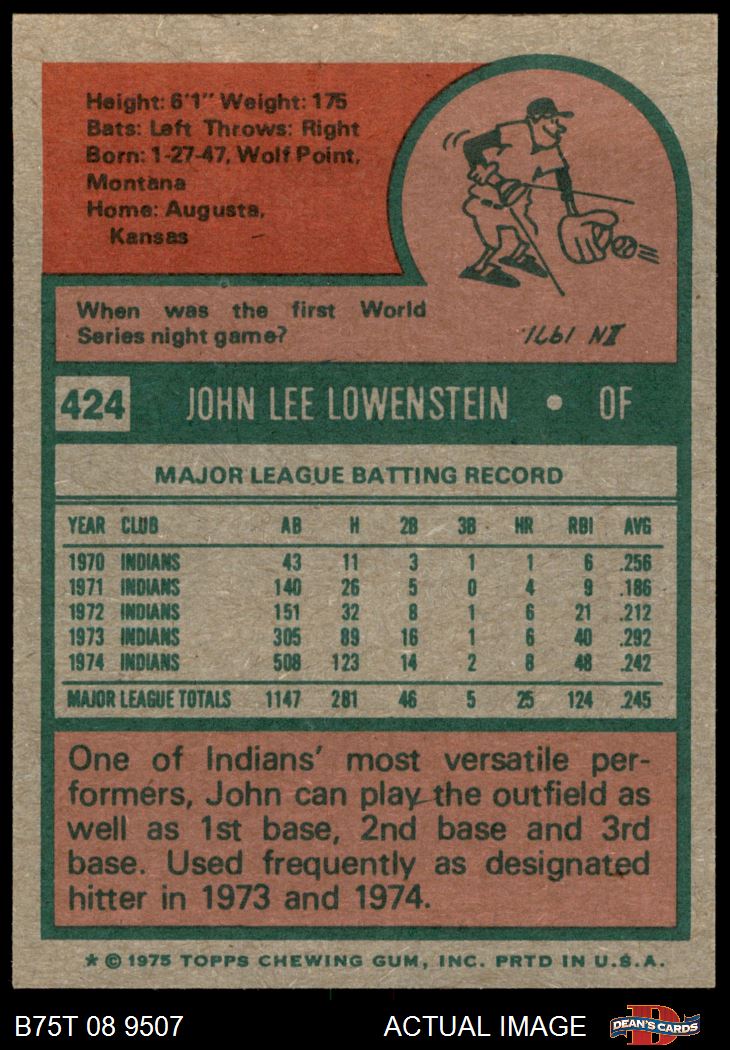 Height: 6'1" Weight: 175
Bats: Left Throws: Right
Born: 1-27-47, Wolf Point,
Montana
Home: Augusta,
Kansas
When was the first World
Series night game?
IN 1971.
424 JOHN LEE LOWENSTEIN • OF
MAJOR LEAGUE BATTING RECORD
YEAR CLUB AB H 2B 3B HR RBI AVG
1970 INDIANS 43 11 3 1 1 6 .256
1971 INDIANS 140 26 5 0 4 9 .186
1972 INDIANS 151 32 8 1 6 21 .212
1973 INDIANS 305 89 16 1 6 40 .292
1974 INDIANS 508 123 14 2 8 48 .242
MAJOR LEAGUE TOTALS 1147 281 46 5 25 124 .245
One of Indians' most versatile per-
formers, John can play the outfield as
well as 1st base, 2nd base and 3rd
base. Used frequently as designated
hitter in 1973 and 1974.
* © 1975 TOPPS CHEWING GUM, INC. PRTD IN U.S.A.
B75T 08 9507 ACTUAL IMAGE DEAN'S CARDS